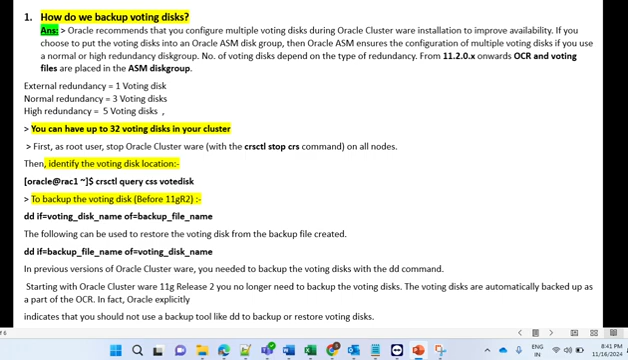 1. How do we backup voting disks?
Ans: > Oracle recommends that you configure multiple voting disks during Oracle Cluster ware installation to improve availability. If you
choose to put the voting disks into an Oracle ASM disk group, then Oracle ASM ensures the configuration of multiple voting disks if you use
a normal or high redundancy diskgroup. No. of voting disks depend on the type of redundancy. From 11.2.0.x onwards OCR and voting
files are placed in the ASM diskgroup.
External redundancy = 1 Voting disk
Normal redundancy = 3 Voting disks
High redundancy = 5 Voting disks ,
> You can have up to 32 voting disks in your cluster
> First, as root user, stop Oracle Cluster ware (with the crsctl stop crs command) on all nodes.
Then, identify the voting disk location:-
[oracle@rac1 ~]$ crsctl query css votedisk
> To backup the voting disk (Before 11gR2) :-
dd if=voting_disk_name of=backup_file_name
The following can be used to restore the voting disk from the backup file created.
dd if=backup_file_name of=voting_disk_name
In previous versions of Oracle Cluster ware, you needed to backup the voting disks with the dd command.
Starting with Oracle Cluster ware 11g Release 2 you no longer need to backup the voting disks. The voting disks are automatically backed up as
a part of the OCR. In fact, Oracle explicitly
indicates that you should not use a backup tool like dd to backup or restore voting disks.
of 6
ENG
IN
8:41 PM
11/16/2024